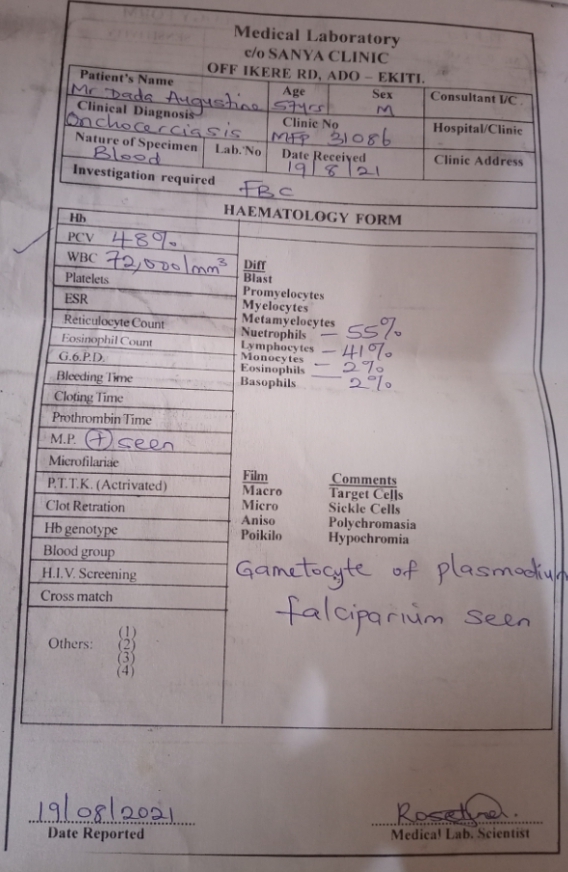 Medical Laboratory
c/o SANYA CLINIC
OFF IKERE RD, ADO – EKITI.
Patient's Name Age Sex Consultant I/C
Mr Dada Augustine 57yrs M
Clinical Diagnosis Clinic No Hospital/Clinic
Onchocerciasis MFP 31086
Nature of Specimen Lab. No Date Received Clinic Address
Blood 19/8/21
Investigation required FBC
HAEMATOLOGY FORM
Hb
PCV 48%
WBC 72,000/mm³
Platelets
ESR
Reticulocyte Count
Eosinophil Count
G.6.P.D.
Bleeding Time
Cloting Time
Prothrombin Time
M.P. + seen
Microfilariae
P.T.T.K. (Actrivated)
Clot Retration
Hb genotype
Blood group
H.I.V. Screening
Cross match
Others: (1)
(2)
(3)
(4)
Diff
Blast
Promyelocytes
Myelocytes
Metamyelocytes
Nuetrophils — 55%
Lymphocytes — 41%
Monocytes — 2%
Eosinophils — 2%
Basophils
Film Comments
Macro Target Cells
Micro Sickle Cells
Aniso Polychromasia
Poikilo Hypochromia
Gametocyte of plasmodium
falciparium seen
19/08/2021
Date Reported Medical Lab. Scientist